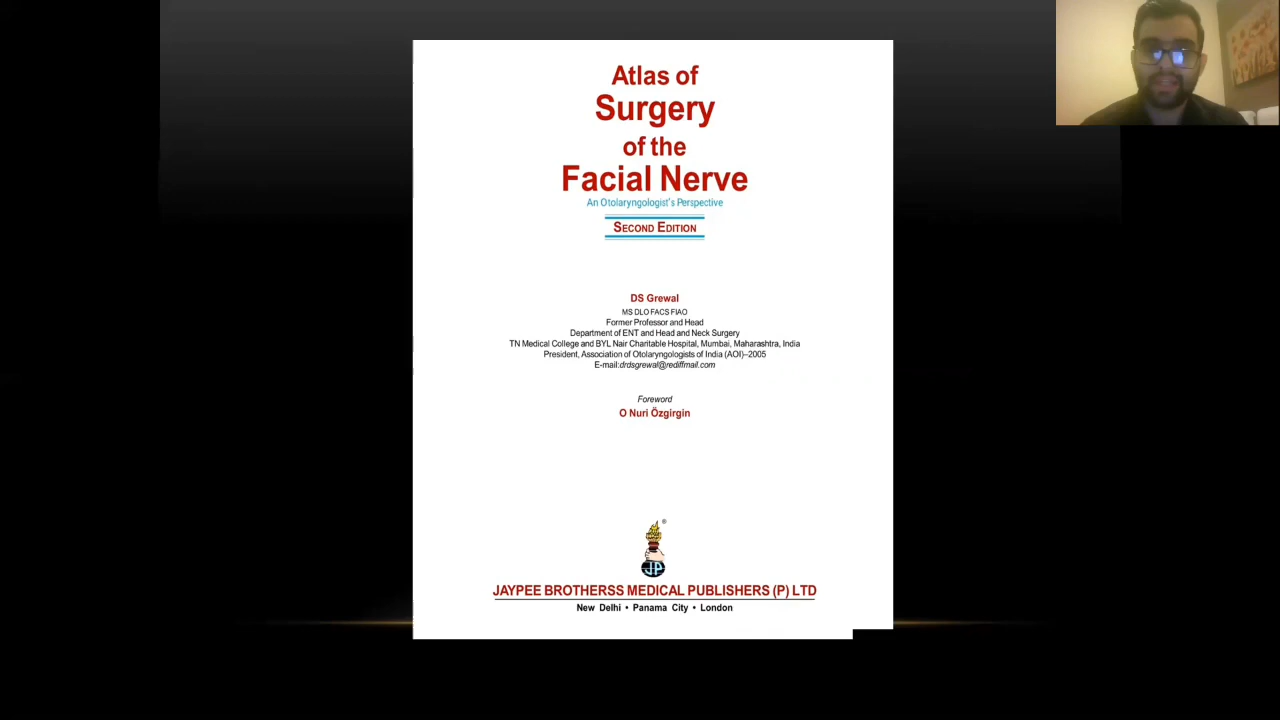 Atlas of
Surgery
of the
Facial Nerve
An Otolaryngologist's Perspective
SECOND EDITION
DS Grewal
MS DLO FACS FIAO
Former Professor and Head
Department of ENT and Head and Neck Surgery
TN Medical College and BYL Nair Charitable Hospital, Mumbai, Maharashtra, India
President, Association of Otolaryngologists of India (AOI)–2005
E-mail:drdsgrewal@rediffmail.com
Foreword
O Nuri Özgirgin
®
JP
JAYPEE BROTHERSS MEDICAL PUBLISHERS (P) LTD
New Delhi • Panama City • London